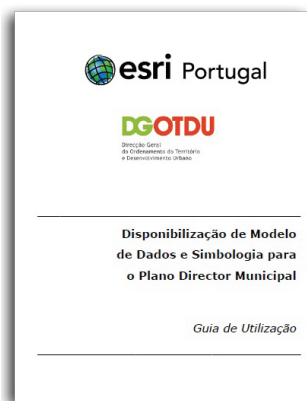 esri Portugal
DGOTDU
Direcção Geral
do Ordenamento do Território
e Desenvolvimento Urbano
Disponibilização de Modelo
de Dados e Simbologia para
o Plano Director Municipal
Guia de Utilização